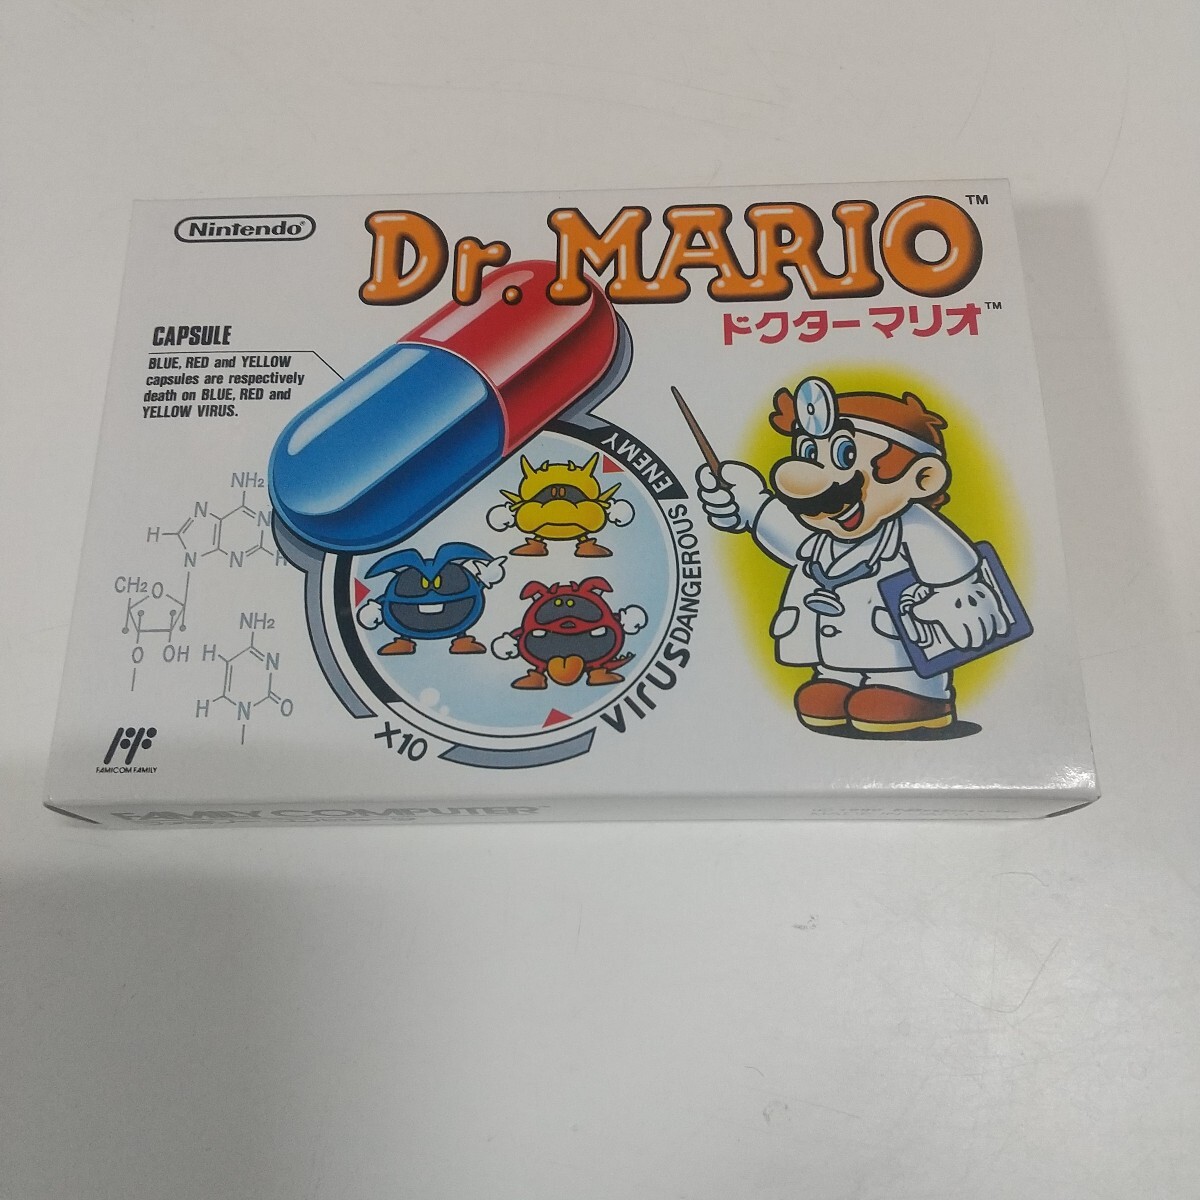 Nintendo®
Dr. MARIO™
ドクターマリオ™
CAPSULE
BLUE, RED and YELLOW
capsules are respectively
death on BLUE, RED and
YELLOW VIRUS.
ENEMY
DANGEROUS
VIRUS
X10
NH₂
N
N
N
N
H
CH₂
O
O
OH
NH₂
H
N
H
N
O
FAMICOM FAMILY
FAMILY COMPUTER™